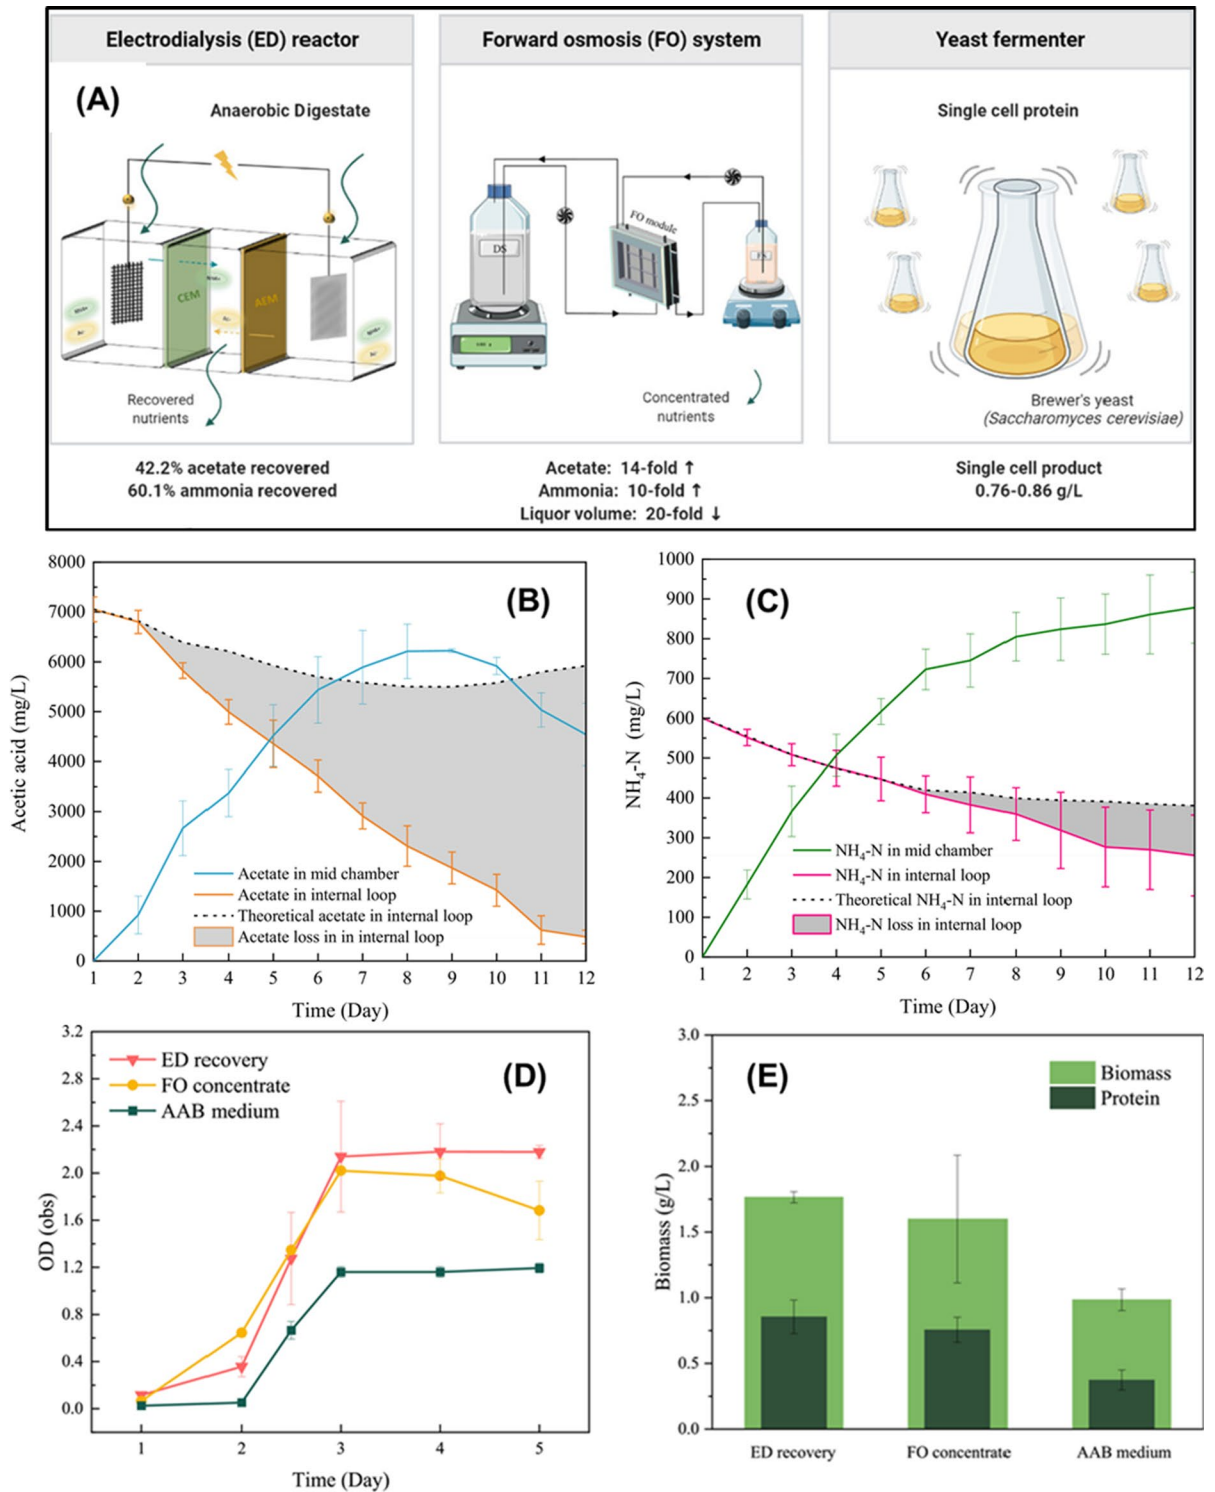 Electrodialysis (ED) reactor
Forward osmosis (FO) system
Yeast fermenter
(A)
Anaerobic Digestate
Single cell protein
CEM
AEM
DS
FO module
FS
Recovered
nutrients
Concentrated
nutrients
Brewer's yeast
(Saccharomyces cerevisiae)
42.2% acetate recovered
60.1% ammonia recovered
Acetate: 14-fold ↑
Ammonia: 10-fold ↑
Liquor volume: 20-fold ↓
Single cell product
0.76-0.86 g/L
(B)
Acetic acid (mg/L)
8000
7000
6000
5000
4000
3000
2000
1000
0
Acetate in mid chamber
Acetate in internal loop
Theoretical acetate in internal loop
Acetate loss in in internal loop
1 2 3 4 5 6 7 8 9 10 11 12
Time (Day)
(C)
NH4-N (mg/L)
1000
900
800
700
600
500
400
300
200
100
0
NH4-N in mid chamber
NH4-N in internal loop
Theoretical NH4-N in internal loop
NH4-N loss in internal loop
1 2 3 4 5 6 7 8 9 10 11 12
Time (Day)
(D)
OD (obs)
3.2
2.8
2.4
2.0
1.6
1.2
0.8
0.4
0.0
ED recovery
FO concentrate
AAB medium
1 2 3 4 5
Time (Day)
(E)
Biomass (g/L)
3.0
2.5
2.0
1.5
1.0
0.5
0.0
Biomass
Protein
ED recovery FO concentrate AAB medium